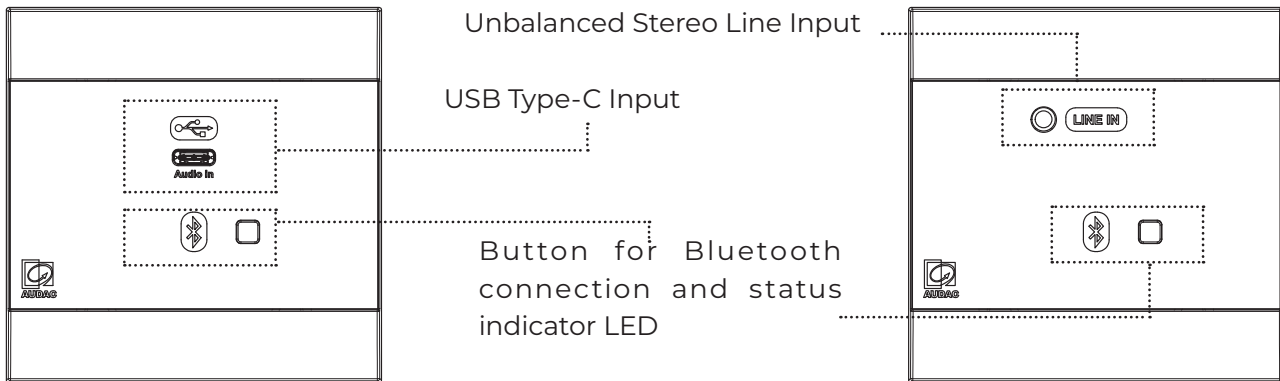 Unbalanced Stereo Line Input
USB Type-C Input
LINE IN
Audio In
Button for Bluetooth
connection and status
indicator LED
AUDAC
AUDAC